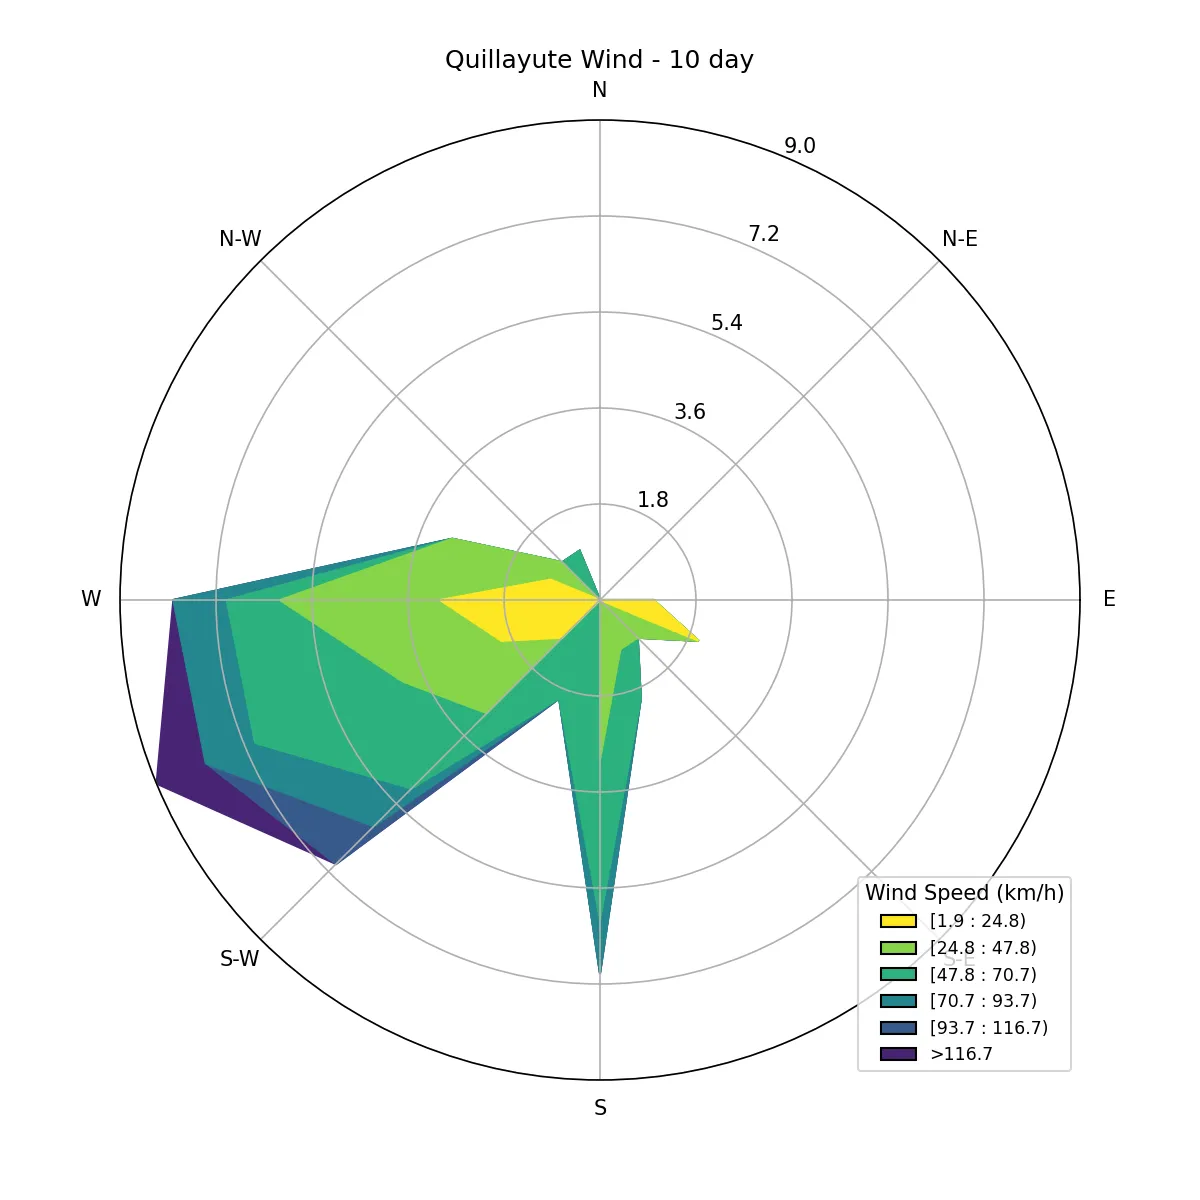 Quillayute Wind - 10 day
N
9.0
N-W
7.2
N-E
5.4
3.6
1.8
W
E
S-W
S-E
S
Wind Speed (km/h)
[1.9 : 24.8)
[24.8 : 47.8)
[47.8 : 70.7)
[70.7 : 93.7)
[93.7 : 116.7)
>116.7